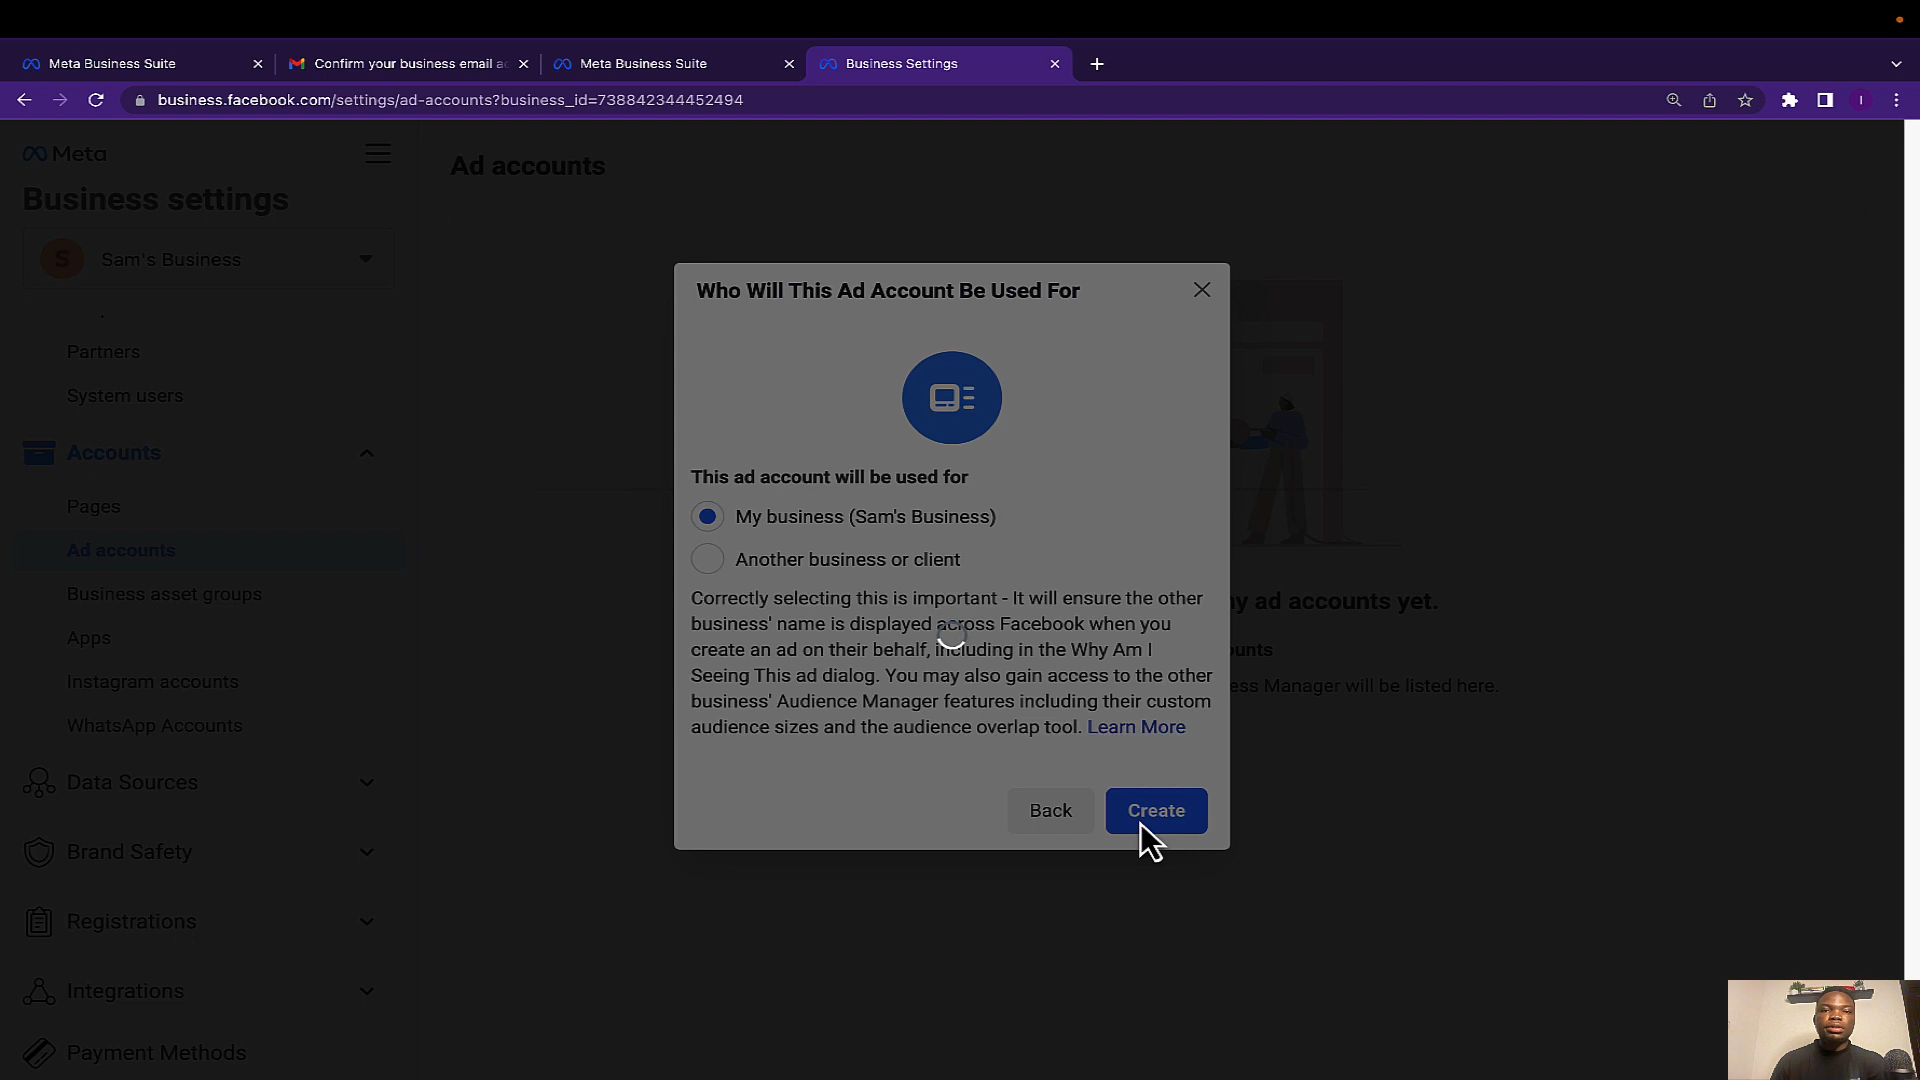 Meta Business Suite
Confirm your business email a
Meta Business Suite
Business Settings
business.facebook.com/settings/ad-accounts?business_id=738842344452494
I
Meta
Business settings
S
Sam's Business
Partners
System users
Accounts
Pages
Ad accounts
Business asset groups
Apps
Instagram accounts
WhatsApp Accounts
Data Sources
Brand Safety
Registrations
Integrations
Payment Methods
Ad accounts
Who Will This Ad Account Be Used For
This ad account will be used for
My business (Sam's Business)
Another business or client
Correctly selecting this is important - It will ensure the other
business' name is displayed across Facebook when you
create an ad on their behalf, including in the Why Am I
Seeing This ad dialog. You may also gain access to the other
business' Audience Manager features including their custom
audience sizes and the audience overlap tool. Learn More
Back
Create
ad accounts yet.
Manager will be listed here.